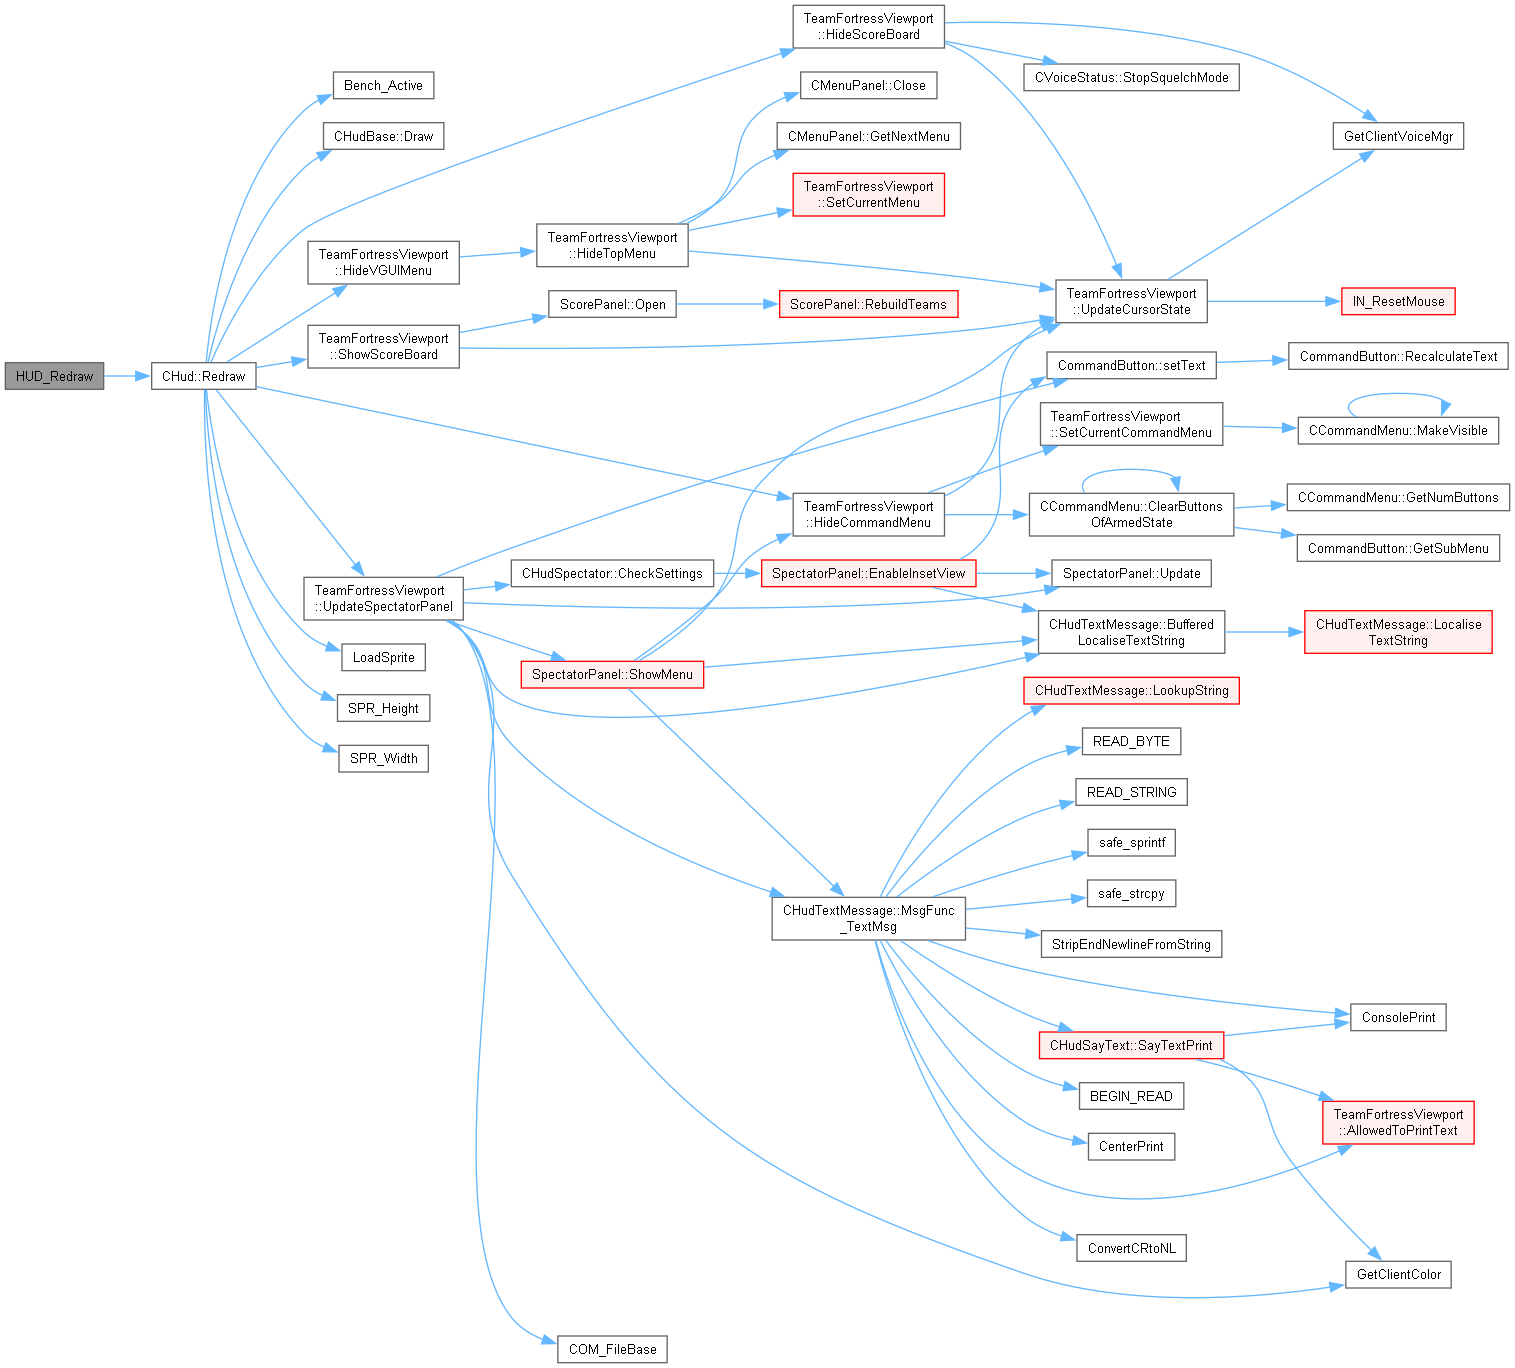 HUD_Redraw
CHud::Redraw
Bench_Active
CHudBase::Draw
TeamFortressViewport
::HideVGUIMenu
TeamFortressViewport
::ShowScoreBoard
TeamFortressViewport
::UpdateSpectatorPanel
LoadSprite
SPR_Height
SPR_Width
TeamFortressViewport
::HideTopMenu
ScorePanel::Open
CHudSpectator::CheckSettings
SpectatorPanel::ShowMenu
COM_FileBase
TeamFortressViewport
::HideScoreBoard
CMenuPanel::Close
CMenuPanel::GetNextMenu
TeamFortressViewport
::SetCurrentMenu
ScorePanel::RebuildTeams
TeamFortressViewport
::HideCommandMenu
SpectatorPanel::EnableInsetView
CHudTextMessage::MsgFunc
_TextMsg
CVoiceStatus::StopSquelchMode
TeamFortressViewport
::UpdateCursorState
CommandButton::setText
TeamFortressViewport
::SetCurrentCommandMenu
CCommandMenu::ClearButtons
OfArmedState
SpectatorPanel::Update
CHudTextMessage::Buffered
LocaliseTextString
CHudTextMessage::LookupString
READ_BYTE
READ_STRING
safe_sprintf
safe_strcpy
StripEndNewlineFromString
CHudSayText::SayTextPrint
BEGIN_READ
CenterPrint
ConvertCRtoNL
GetClientVoiceMgr
IN_ResetMouse
CommandButton::RecalculateText
CCommandMenu::MakeVisible
CCommandMenu::GetNumButtons
CommandButton::GetSubMenu
CHudTextMessage::Localise
TextString
ConsolePrint
TeamFortressViewport
::AllowedToPrintText
GetClientColor